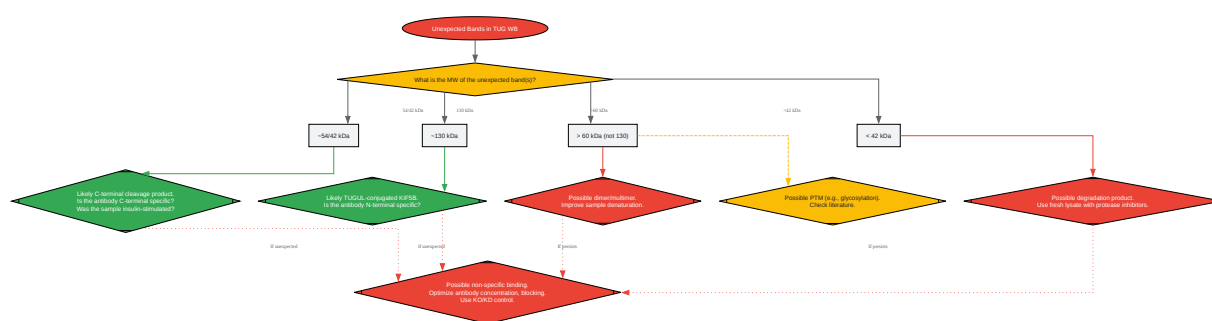 Unexpected Bands in TUG WB
What is the MW of the unexpected band(s)?
54/42 kDa
130 kDa
>60 kDa
<42 kDa
~54/42 kDa
~130 kDa
> 60 kDa (not 130)
< 42 kDa
Likely C-terminal cleavage product.
Is the antibody C-terminal specific?
Was the sample insulin-stimulated?
Likely TUGUL-conjugated KIF5B.
Is the antibody N-terminal specific?
Possible dimer/multimer.
Improve sample denaturation.
Possible PTM (e.g., glycosylation).
Check literature.
Possible degradation product.
Use fresh lysate with protease inhibitors.
If unexpected
If unexpected
If persists
If persists
Possible non-specific binding.
Optimize antibody concentration, blocking.
Use KO/KD control.